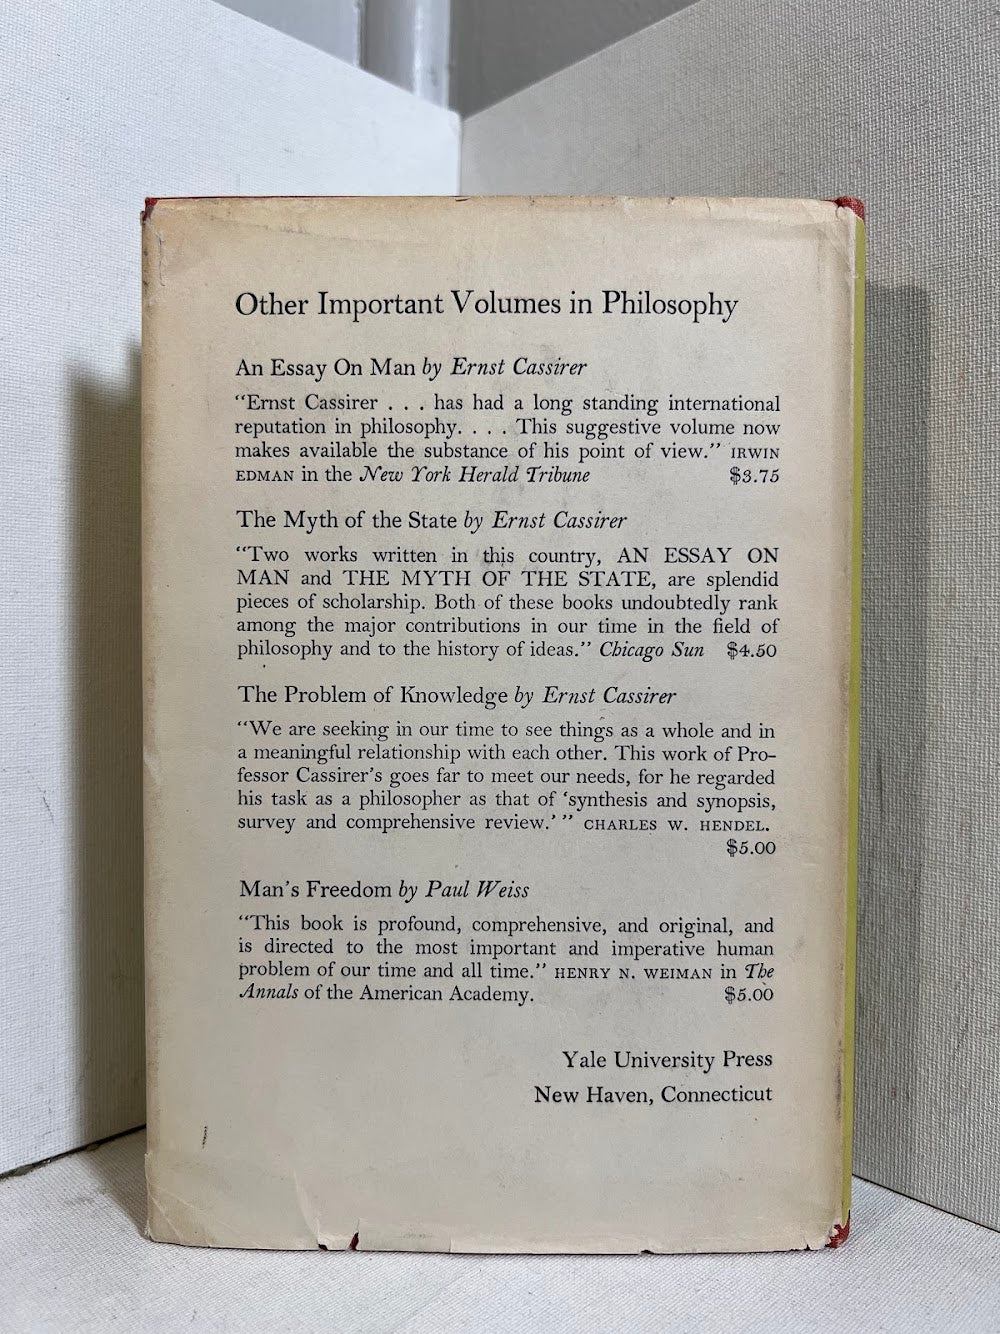 Other Important Volumes in Philosophy
An Essay On Man by Ernst Cassirer
“Ernst Cassirer . . . has had a long standing international
reputation in philosophy. . . . This suggestive volume now
makes available the substance of his point of view.” IRWIN
EDMAN in the New York Herald Tribune $3.75
The Myth of the State by Ernst Cassirer
“Two works written in this country, AN ESSAY ON
MAN and THE MYTH OF THE STATE, are splendid
pieces of scholarship. Both of these books undoubtedly rank
among the major contributions in our time in the field of
philosophy and to the history of ideas.” Chicago Sun $4.50
The Problem of Knowledge by Ernst Cassirer
“We are seeking in our time to see things as a whole and in
a meaningful relationship with each other. This work of Pro-
fessor Cassirer’s goes far to meet our needs, for he regarded
his task as a philosopher as that of ‘synthesis and synopsis,
survey and comprehensive review.’ ” CHARLES W. HENDEL.
$5.00
Man’s Freedom by Paul Weiss
“This book is profound, comprehensive, and original, and
is directed to the most important and imperative human
problem of our time and all time.” HENRY N. WEIMAN in The
Annals of the American Academy. $5.00
Yale University Press
New Haven, Connecticut